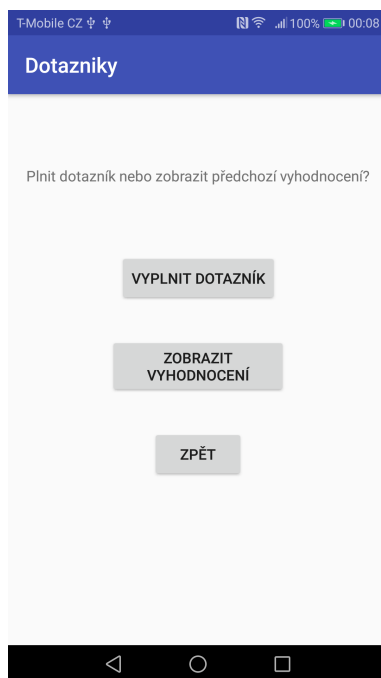 T-Mobile CZ 100% 00:08
Dotazniky
Plnit dotazník nebo zobrazit předchozí vyhodnocení?
VYPLNIT DOTAZNÍK
ZOBRAZIT
VYHODNOCENÍ
ZPĚT